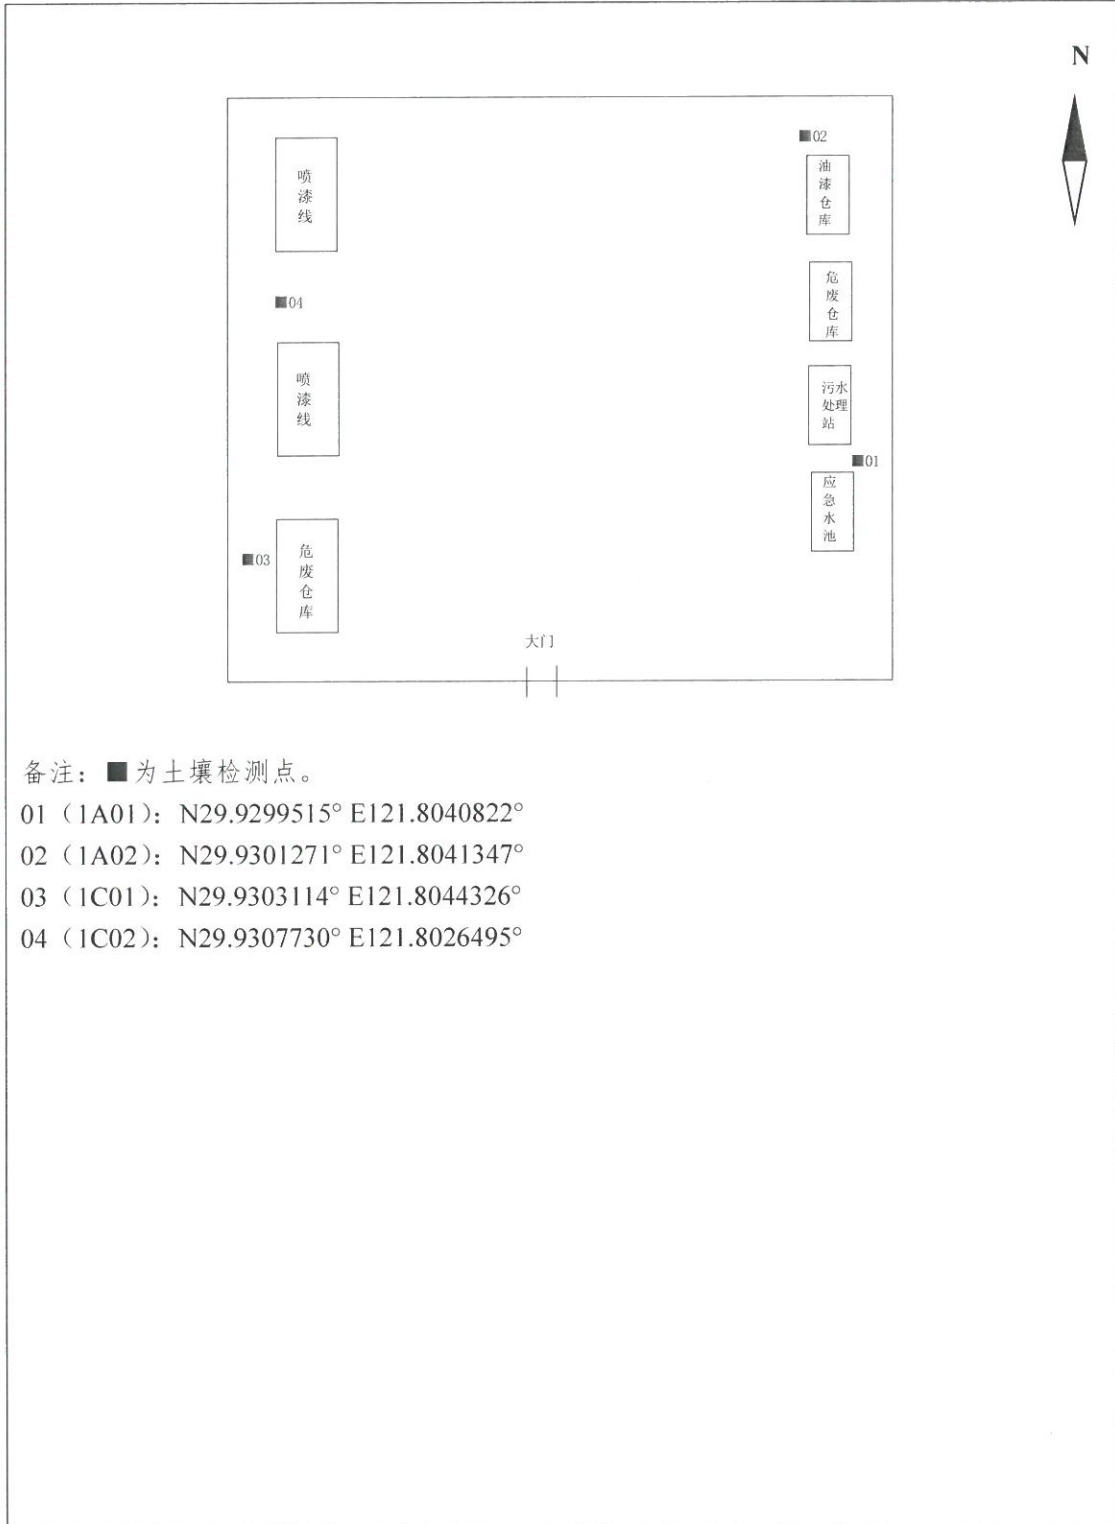 N
喷漆线
■02
油漆仓库
危废仓库
■04
喷漆线
污水处理站
■01
应急水池
■03
危废仓库
大门
备注：■为土壤检测点。
01（1A01）：N29.9299515° E121.8040822°
02（1A02）：N29.9301271° E121.8041347°
03（1C01）：N29.9303114° E121.8044326°
04（1C02）：N29.9307730° E121.8026495°